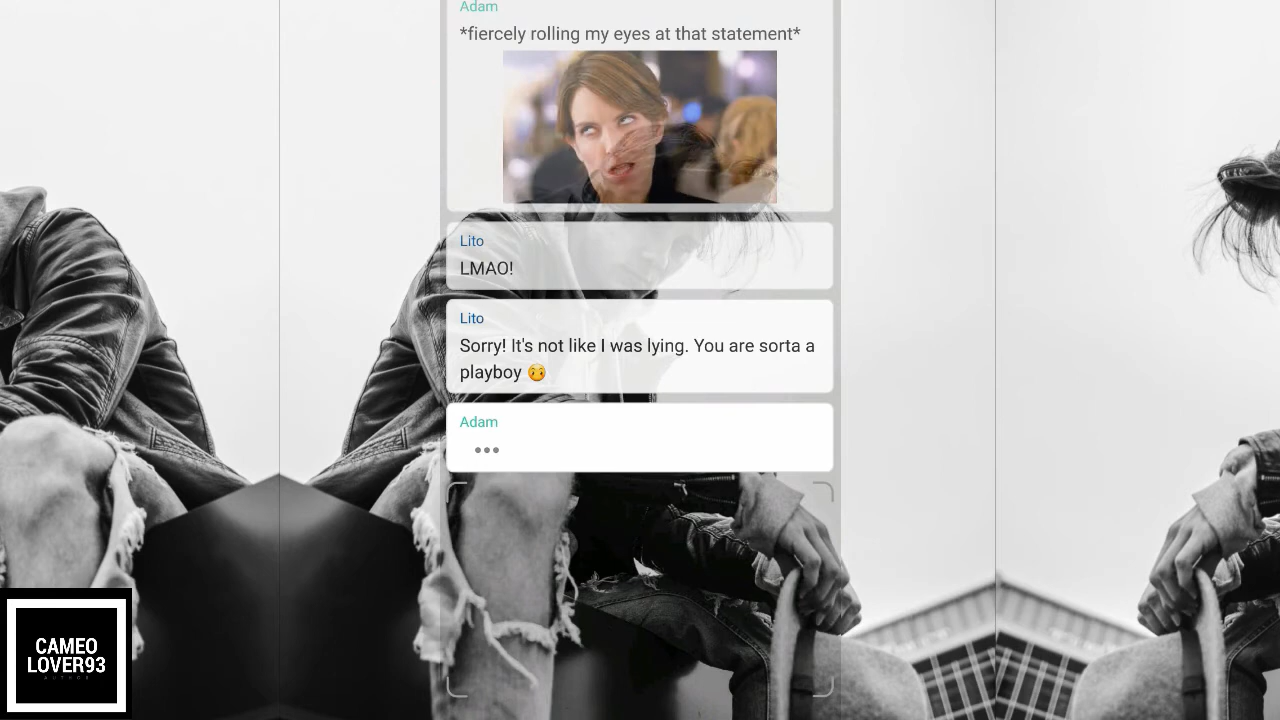 Adam
*fiercely rolling my eyes at that statement*
Lito
LMAO!
Lito
Sorry! It's not like I was lying. You are sorta a
playboy
Adam
CAMEO
LOVER93
AUTHOR